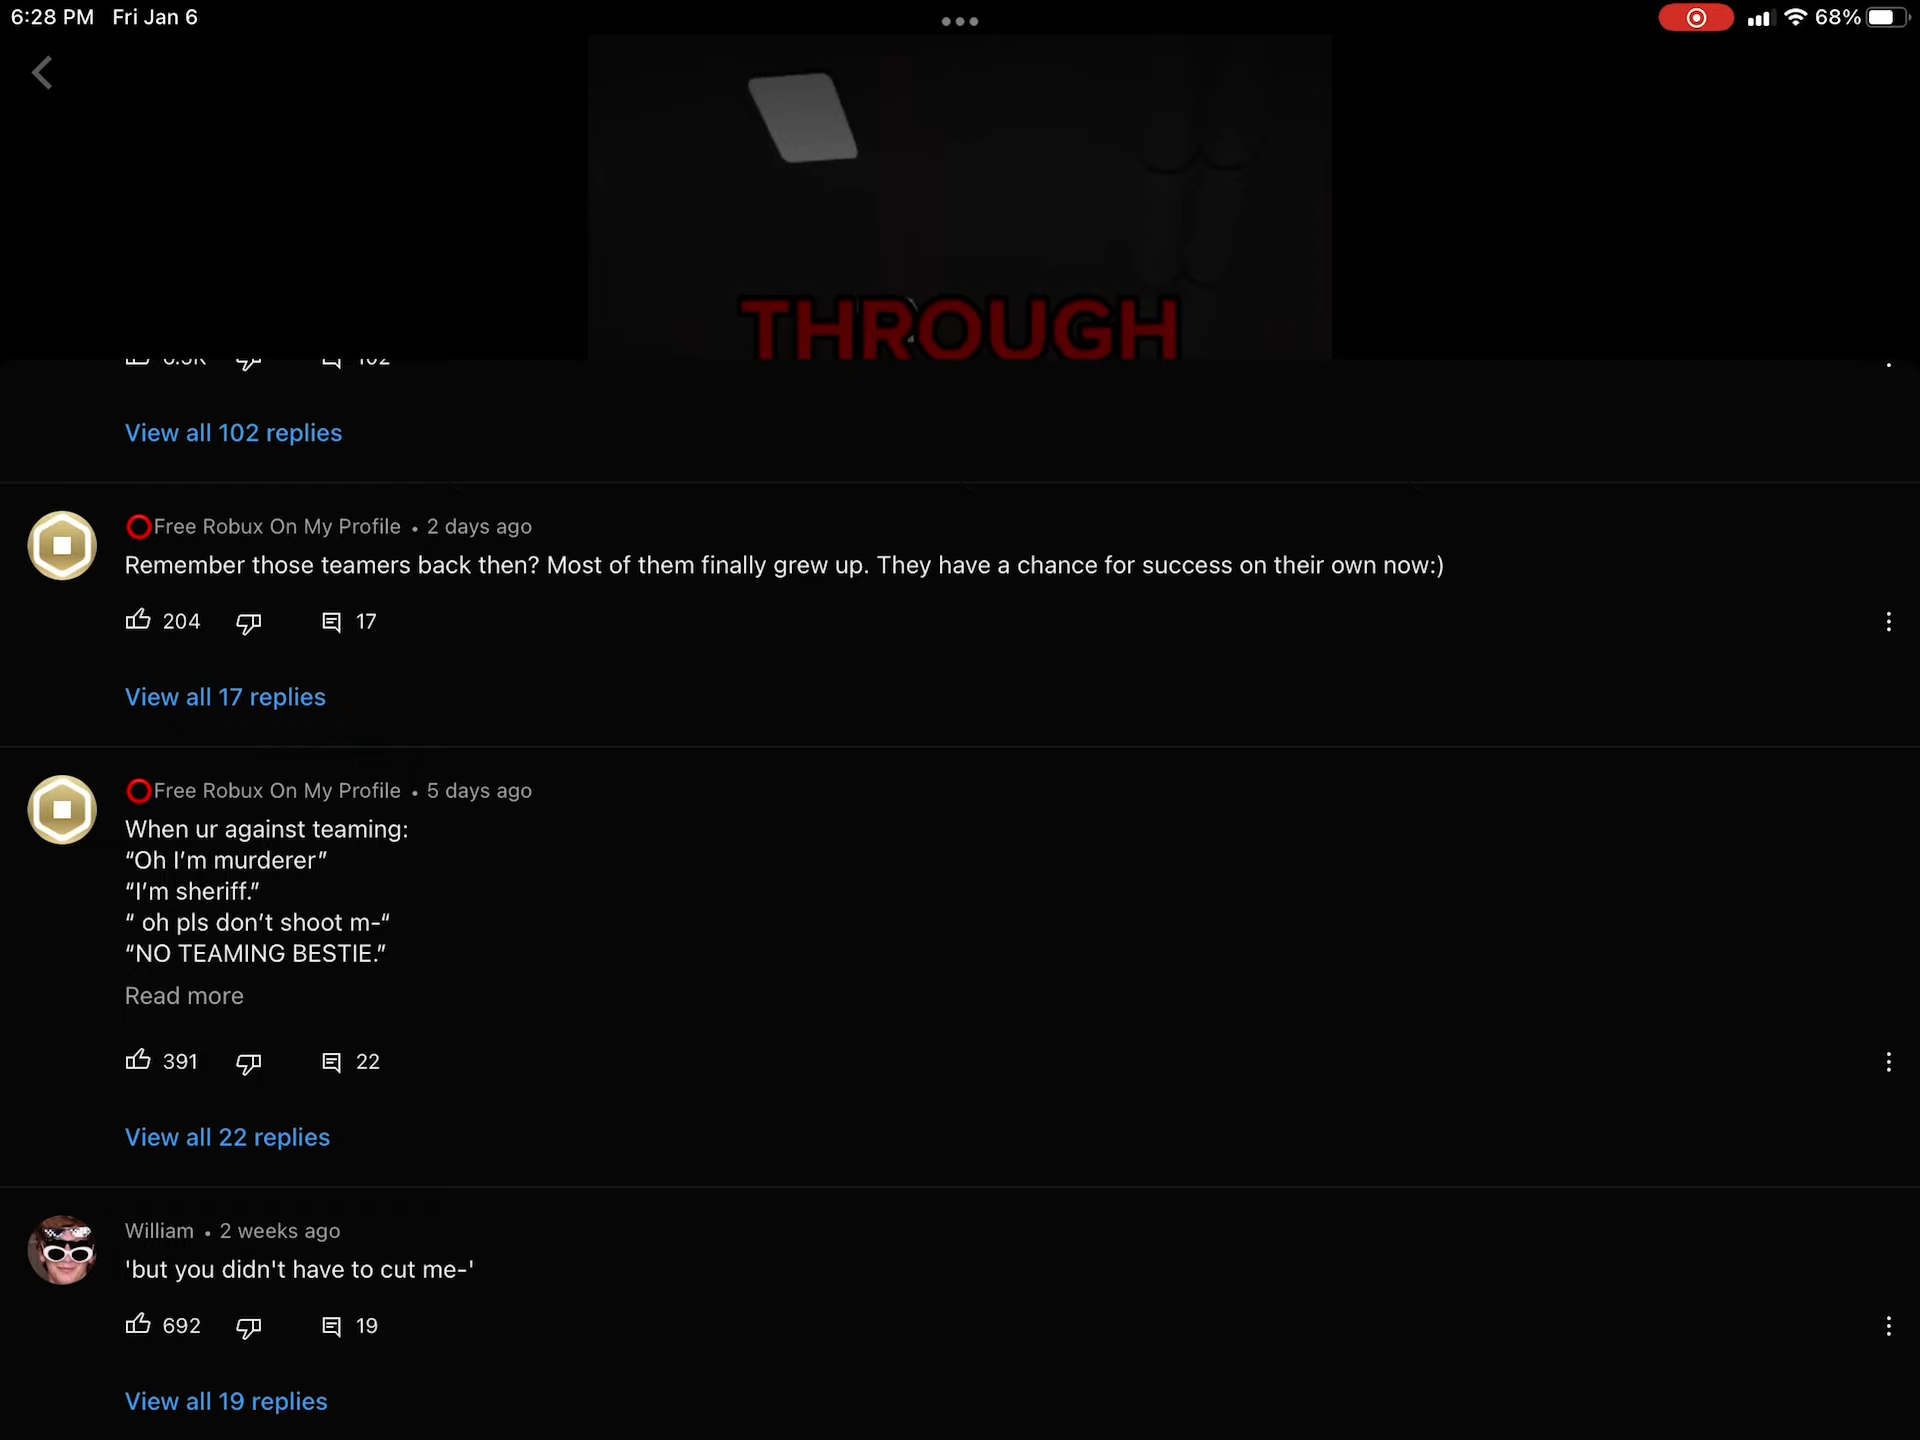 6:28 PM Fri Jan 6
68%
THROUGH
102
View all 102 replies
Free Robux On My Profile • 2 days ago
Remember those teamers back then? Most of them finally grew up. They have a chance for success on their own now:)
204 17
View all 17 replies
Free Robux On My Profile • 5 days ago
When ur against teaming:
“Oh I’m murderer”
“I’m sheriff.”
“ oh pls don’t shoot m-“
“NO TEAMING BESTIE.”
Read more
391 22
View all 22 replies
William • 2 weeks ago
'but you didn't have to cut me-'
692 19
View all 19 replies